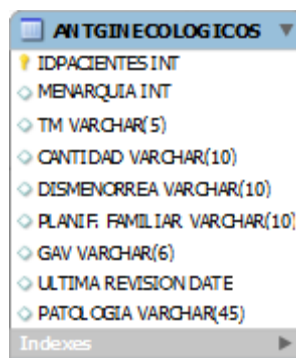 ANTGINECOLOGICOS
IDPACIENTES INT
MENARQUIA INT
TM VARCHAR(5)
CANTIDAD VARCHAR(10)
DISMENORREA VARCHAR(10)
PLANIF. FAMILIAR VARCHAR(10)
GAV VARCHAR(6)
ULTIMA REVISION DATE
PATOLOGIA VARCHAR(45)
Indexes